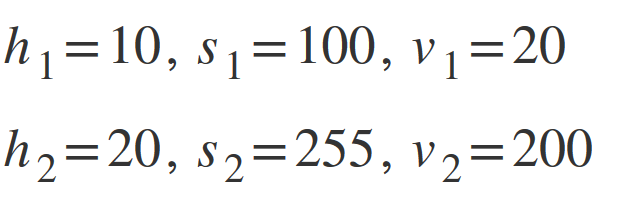 h₁=10, s₁=100, v₁=20
h₂=20, s₂=255, v₂=200